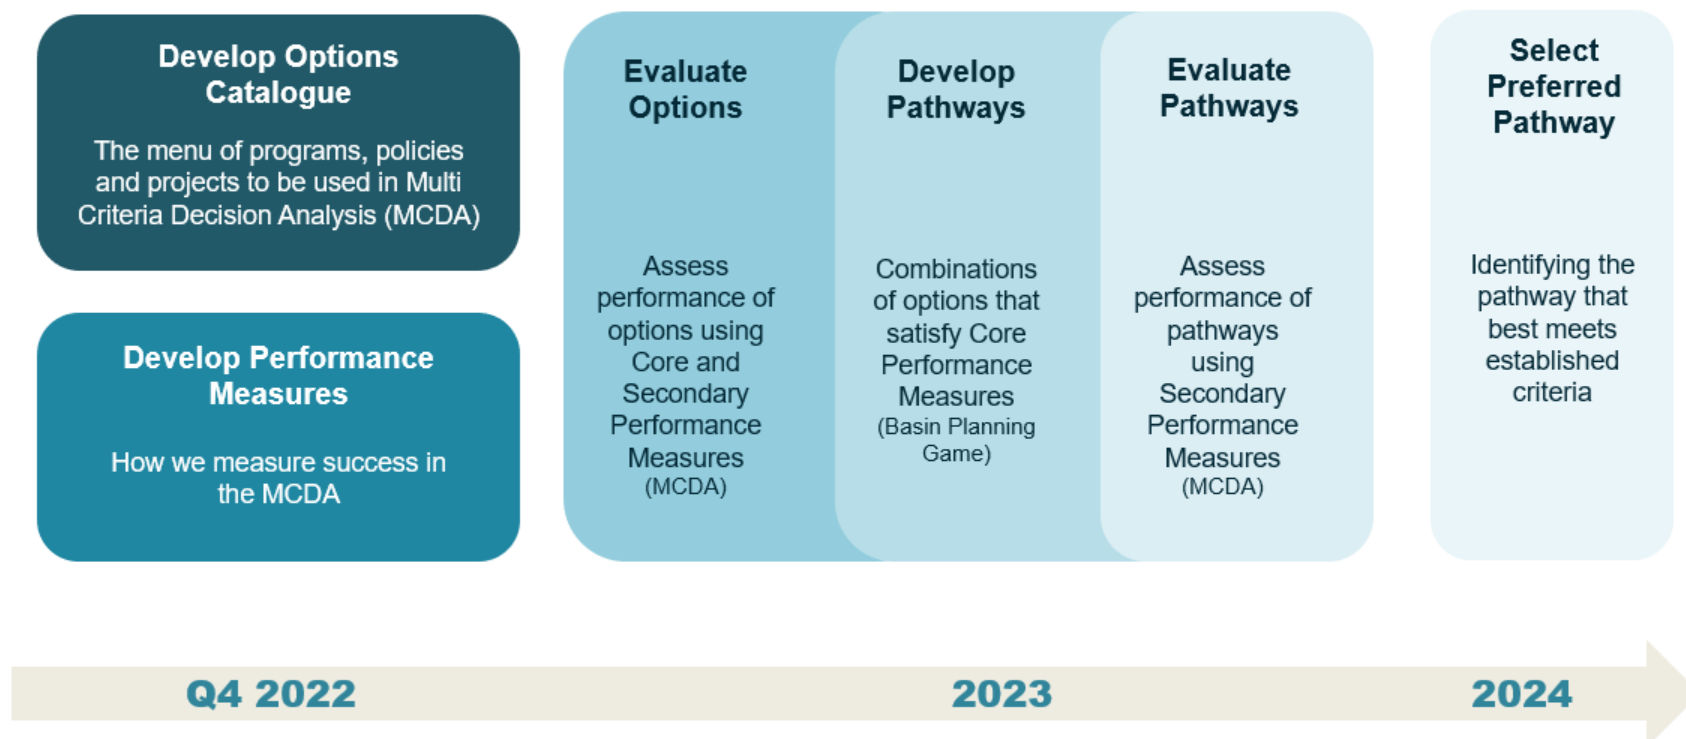 Develop Options
Catalogue
The menu of programs, policies
and projects to be used in Multi
Criteria Decision Analysis (MCDA)
Develop Performance
Measures
How we measure success in
the MCDA
Evaluate
Options
Assess
performance of
options using
Core and
Secondary
Performance
Measures
(MCDA)
Develop
Pathways
Combinations
of options that
satisfy Core
Performance
Measures
(Basin Planning
Game)
Evaluate
Pathways
Assess
performance of
pathways
using
Secondary
Performance
Measures
(MCDA)
Select
Preferred
Pathway
Identifying the
pathway that
best meets
established
criteria
Q4 2022
2023
2024